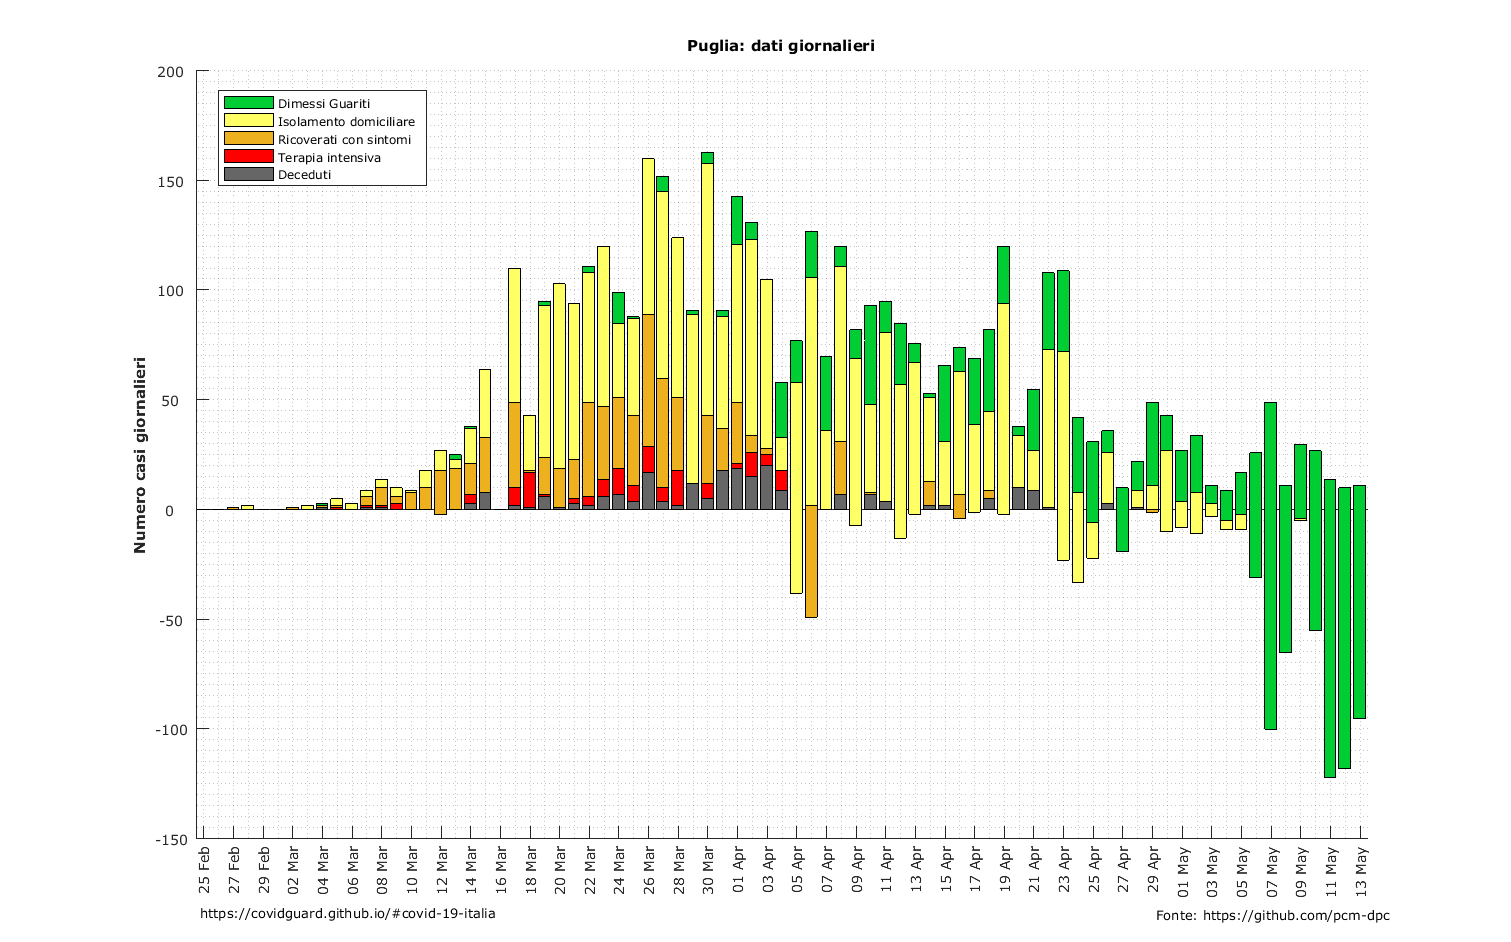 Puglia: dati giornalieri
200
150
100
50
0
-50
-100
-150
Numero casi giornalieri
Dimessi Guariti
Isolamento domiciliare
Ricoverati con sintomi
Terapia intensiva
Deceduti
25 Feb
27 Feb
29 Feb
02 Mar
04 Mar
06 Mar
08 Mar
10 Mar
12 Mar
14 Mar
16 Mar
18 Mar
20 Mar
22 Mar
24 Mar
26 Mar
28 Mar
30 Mar
01 Apr
03 Apr
05 Apr
07 Apr
09 Apr
11 Apr
13 Apr
15 Apr
17 Apr
19 Apr
21 Apr
23 Apr
25 Apr
27 Apr
29 Apr
01 May
03 May
05 May
07 May
09 May
11 May
13 May
https://covidguard.github.io/#covid-19-italia
Fonte: https://github.com/pcm-dpc